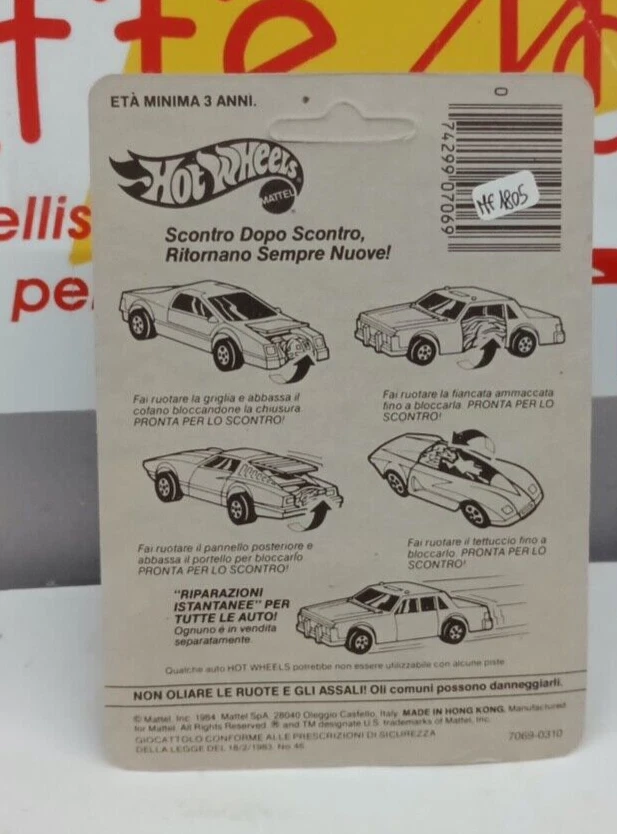 ellis
pe
ETÀ MINIMA 3 ANNI.
HOT WHEELS
MATTEL
0
74299 07069
Mf 1805
Scontro Dopo Scontro,
Ritornano Sempre Nuove!
Fai ruotare la griglia e abbassa il
cofano bloccandone la chiusura
PRONTA PER LO SCONTRO!
Fai ruotare la fiancata ammaccata
fino a bloccarla. PRONTA PER LO
SCONTRO!
Fai ruotare il pannello posteriore e
abbassa il portello per bloccarlo.
PRONTA PER LO SCONTRO!
Fai ruotare il tettuccio fino a
bloccarlo. PRONTA PER LO
SCONTRO!
"RIPARAZIONI
ISTANTANEE" PER
TUTTE LE AUTO!
Ognuno è in vendita
separatamente.
Qualche auto HOT WHEELS potrebbe non essere utilizzabile con alcune piste.
NON OLIARE LE RUOTE E GLI ASSALI! Oli comuni possono danneggiarli.
© Mattel, Inc. 1984. Mattel SpA, 28040 Oleggio Castello, Italy. MADE IN HONG KONG. Manufactured
for Mattel. All Rights Reserved. ® and TM designate U.S. trademarks of Mattel, Inc.
GIOCATTOLO CONFORME ALLE PRESCRIZIONI DI SICUREZZA
DELLA LEGGE DEL 18/2/1983, No 46.
7069-0310